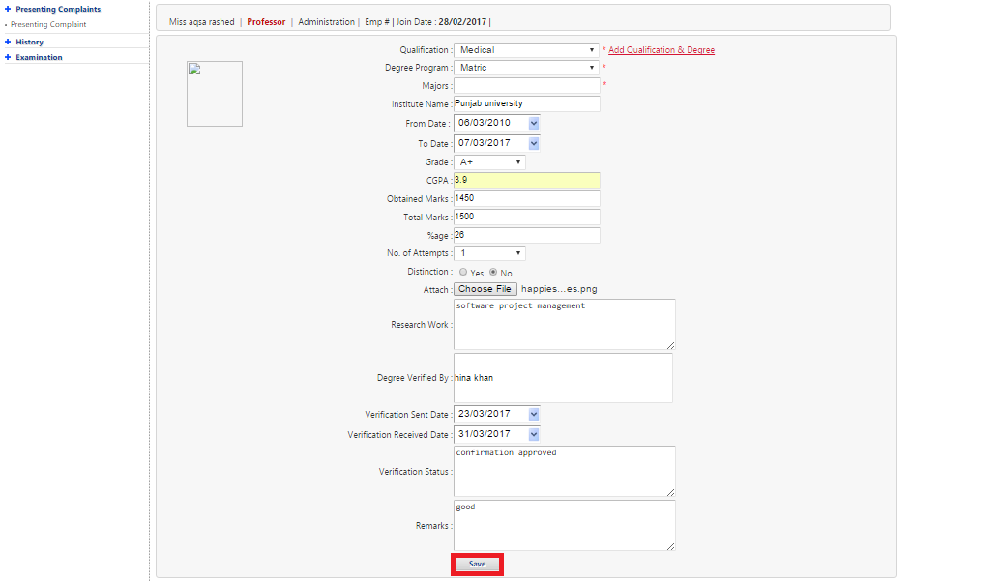 Presenting Complaints
Presenting Complaint
History
Examination
Miss aqsa rashed | Professor | Administration | Emp # | Join Date : 28/02/2017 |
Qualification : Medical * Add Qualification & Degree
Degree Program : Matric *
Majors : *
Institute Name : Punjab university
From Date : 06/03/2010
To Date : 07/03/2017
Grade : A+
CGPA : 3.9
Obtained Marks : 1450
Total Marks : 1500
%age : 26
No. of Attempts : 1
Distinction : Yes No
Attach : Choose File happies...es.png
Research Work : software project management
Degree Verified By : hina khan
Verification Sent Date : 23/03/2017
Verification Received Date : 31/03/2017
Verification Status : confirmation approved
Remarks : good
Save